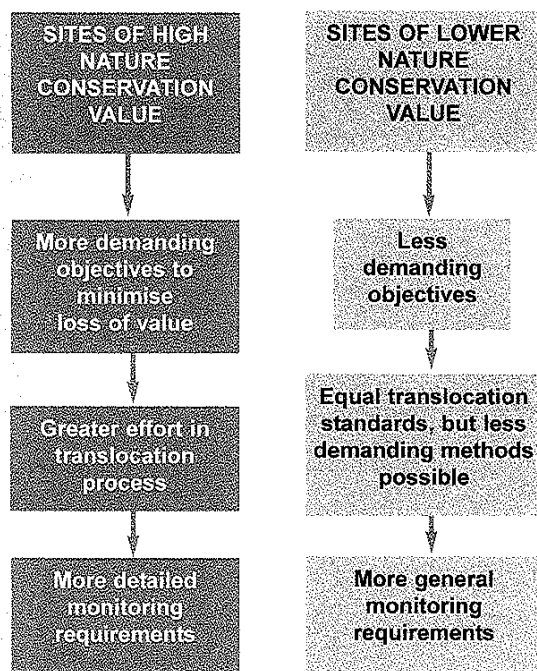 SITES OF HIGH
NATURE
CONSERVATION
VALUE
More demanding
objectives to
minimise
loss of value
Greater effort in
translocation
process
More detailed
monitoring
requirements
SITES OF LOWER
NATURE
CONSERVATION
VALUE
Less
demanding
objectives
Equal translocation
standards, but less
demanding methods
possible
More general
monitoring
requirements